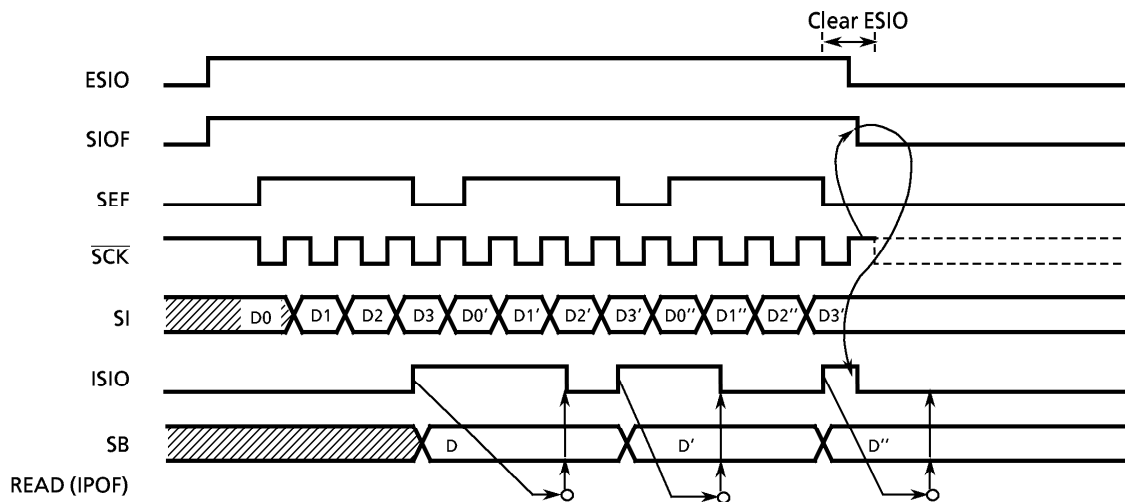 Clear ESIO
ESIO
SIOF
SEF
SCK
SI D0 D1 D2 D3 D0' D1' D2' D3' D0'' D1'' D2'' D3'
ISIO
SB D D' D''
READ (IPOF)